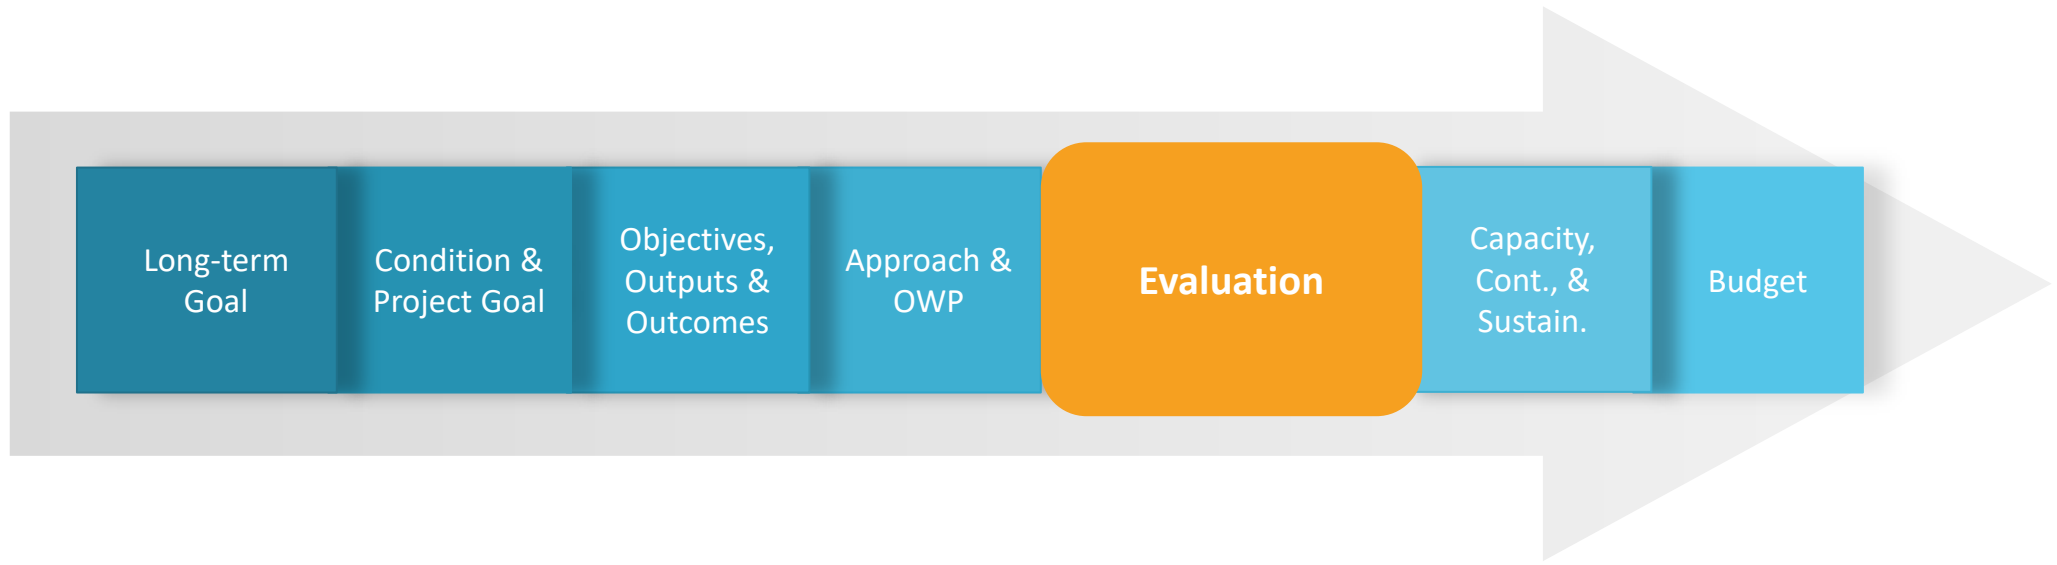 Long-term
Goal
Condition &
Project Goal
Objectives,
Outputs &
Outcomes
Approach &
OWP
Evaluation
Capacity,
Cont., &
Sustain.
Budget